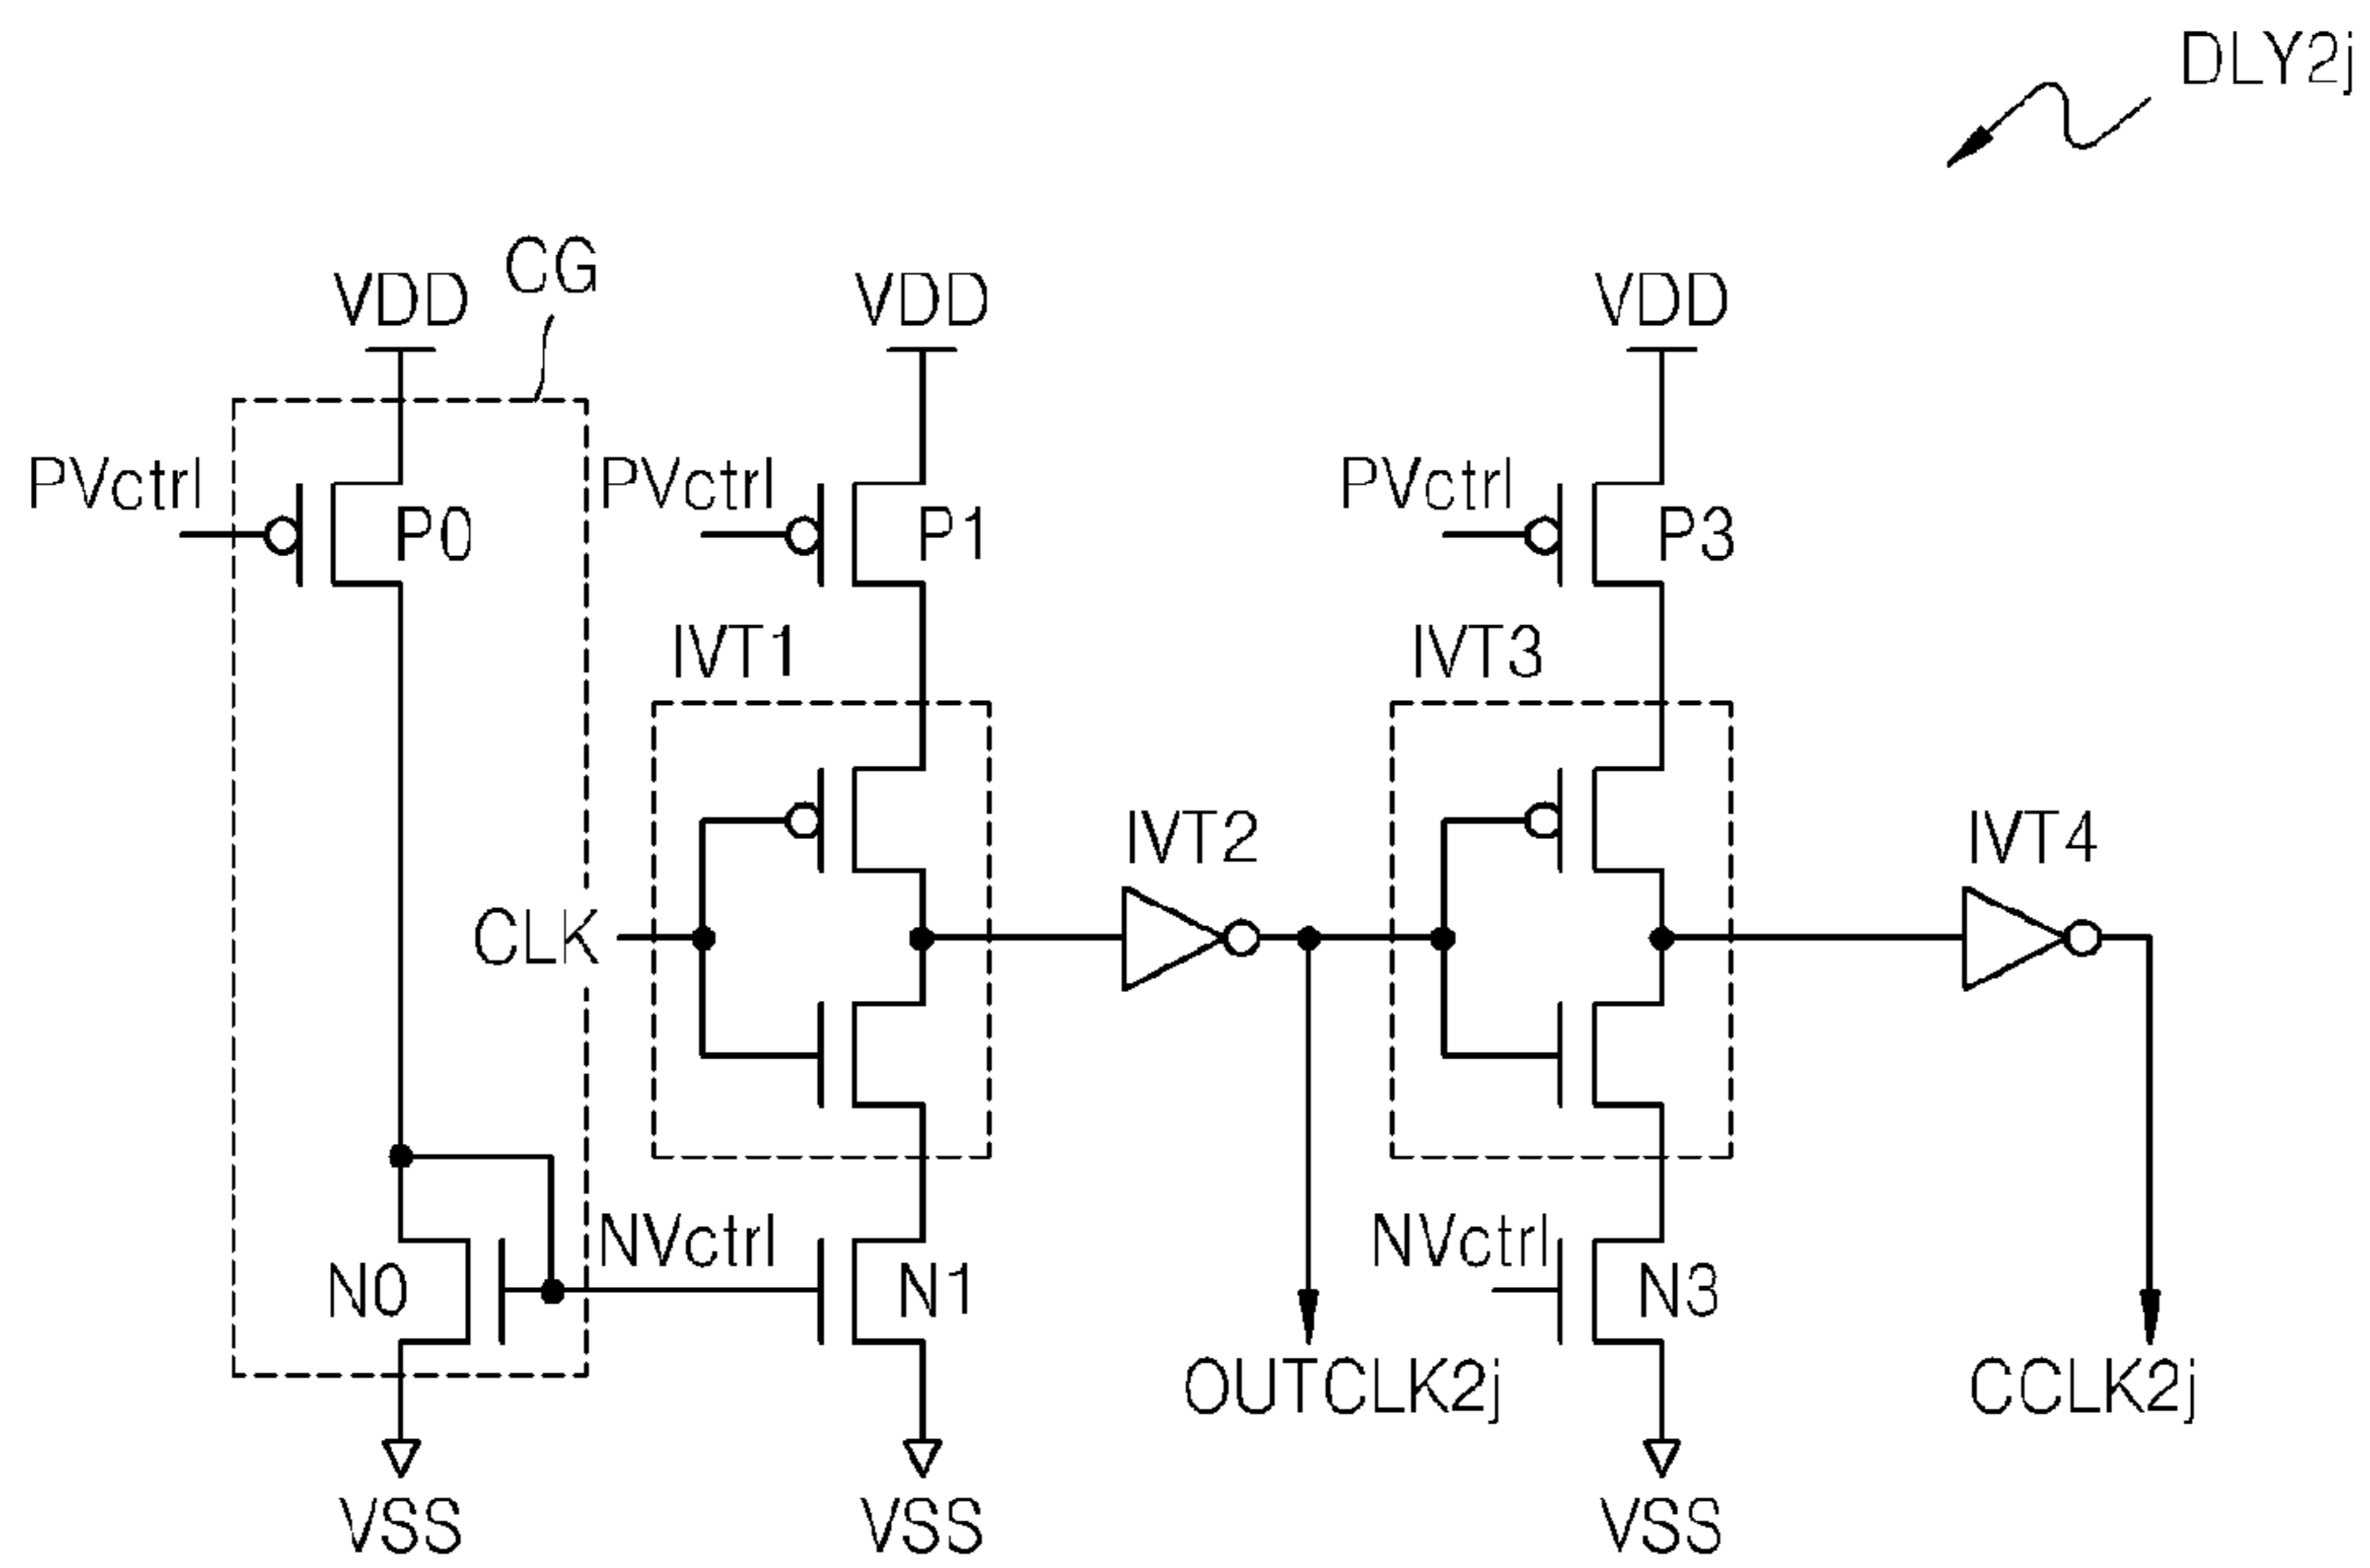 DLY2j
CG
VDD
VDD
VDD
PVctrl
PVctrl
PVctrl
P0
P1
P3
IVT1
IVT3
IVT2
IVT4
CLK
NVctrl
NVctrl
N0
N1
N3
OUTCLK2j
CCLK2j
VSS
VSS
VSS